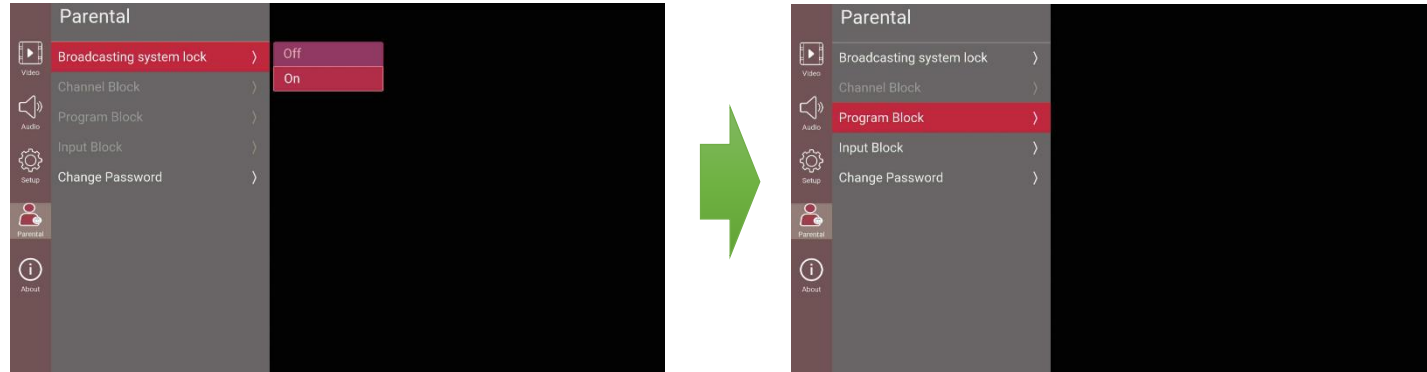 Parental
Video
Audio
Setup
Parental
About
Broadcasting system lock
Channel Block
Program Block
Input Block
Change Password
Off
On
Parental
Video
Audio
Setup
Parental
About
Broadcasting system lock
Channel Block
Program Block
Input Block
Change Password